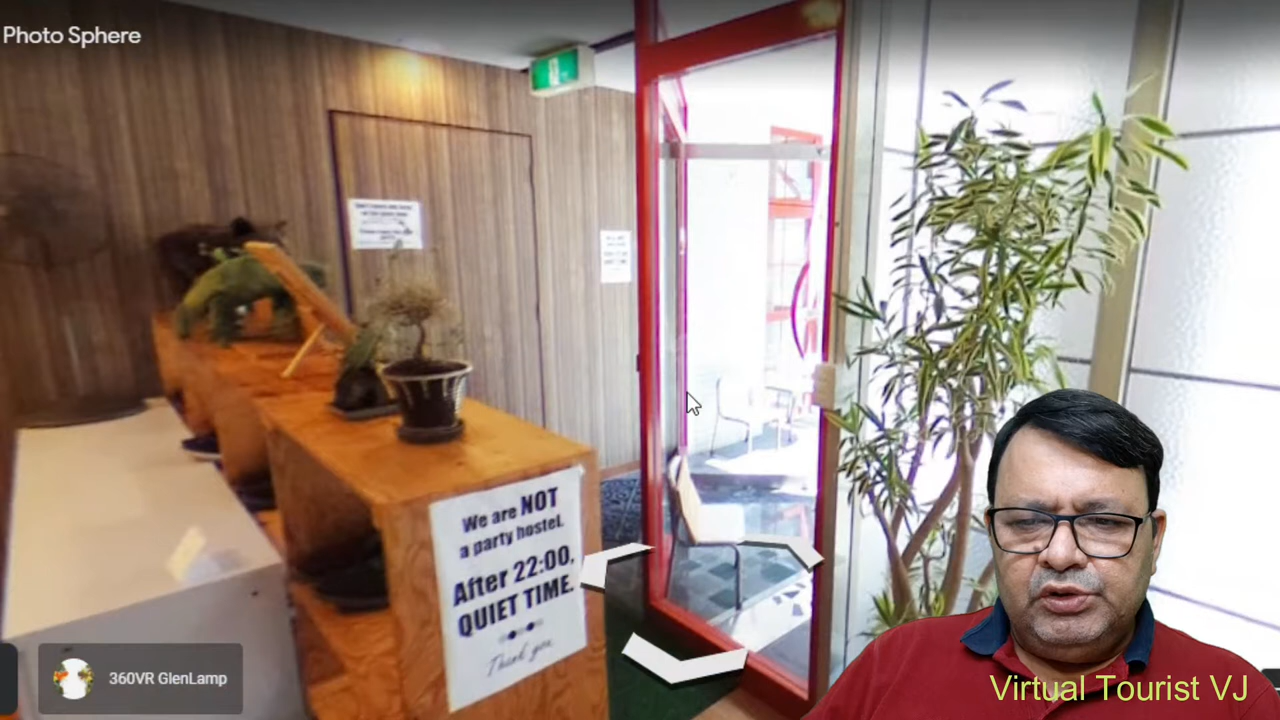 Photo Sphere
We are NOT
a party hostel.
After 22:00,
QUIET TIME.
Thank you
360VR GlenLamp
Virtual Tourist VJ